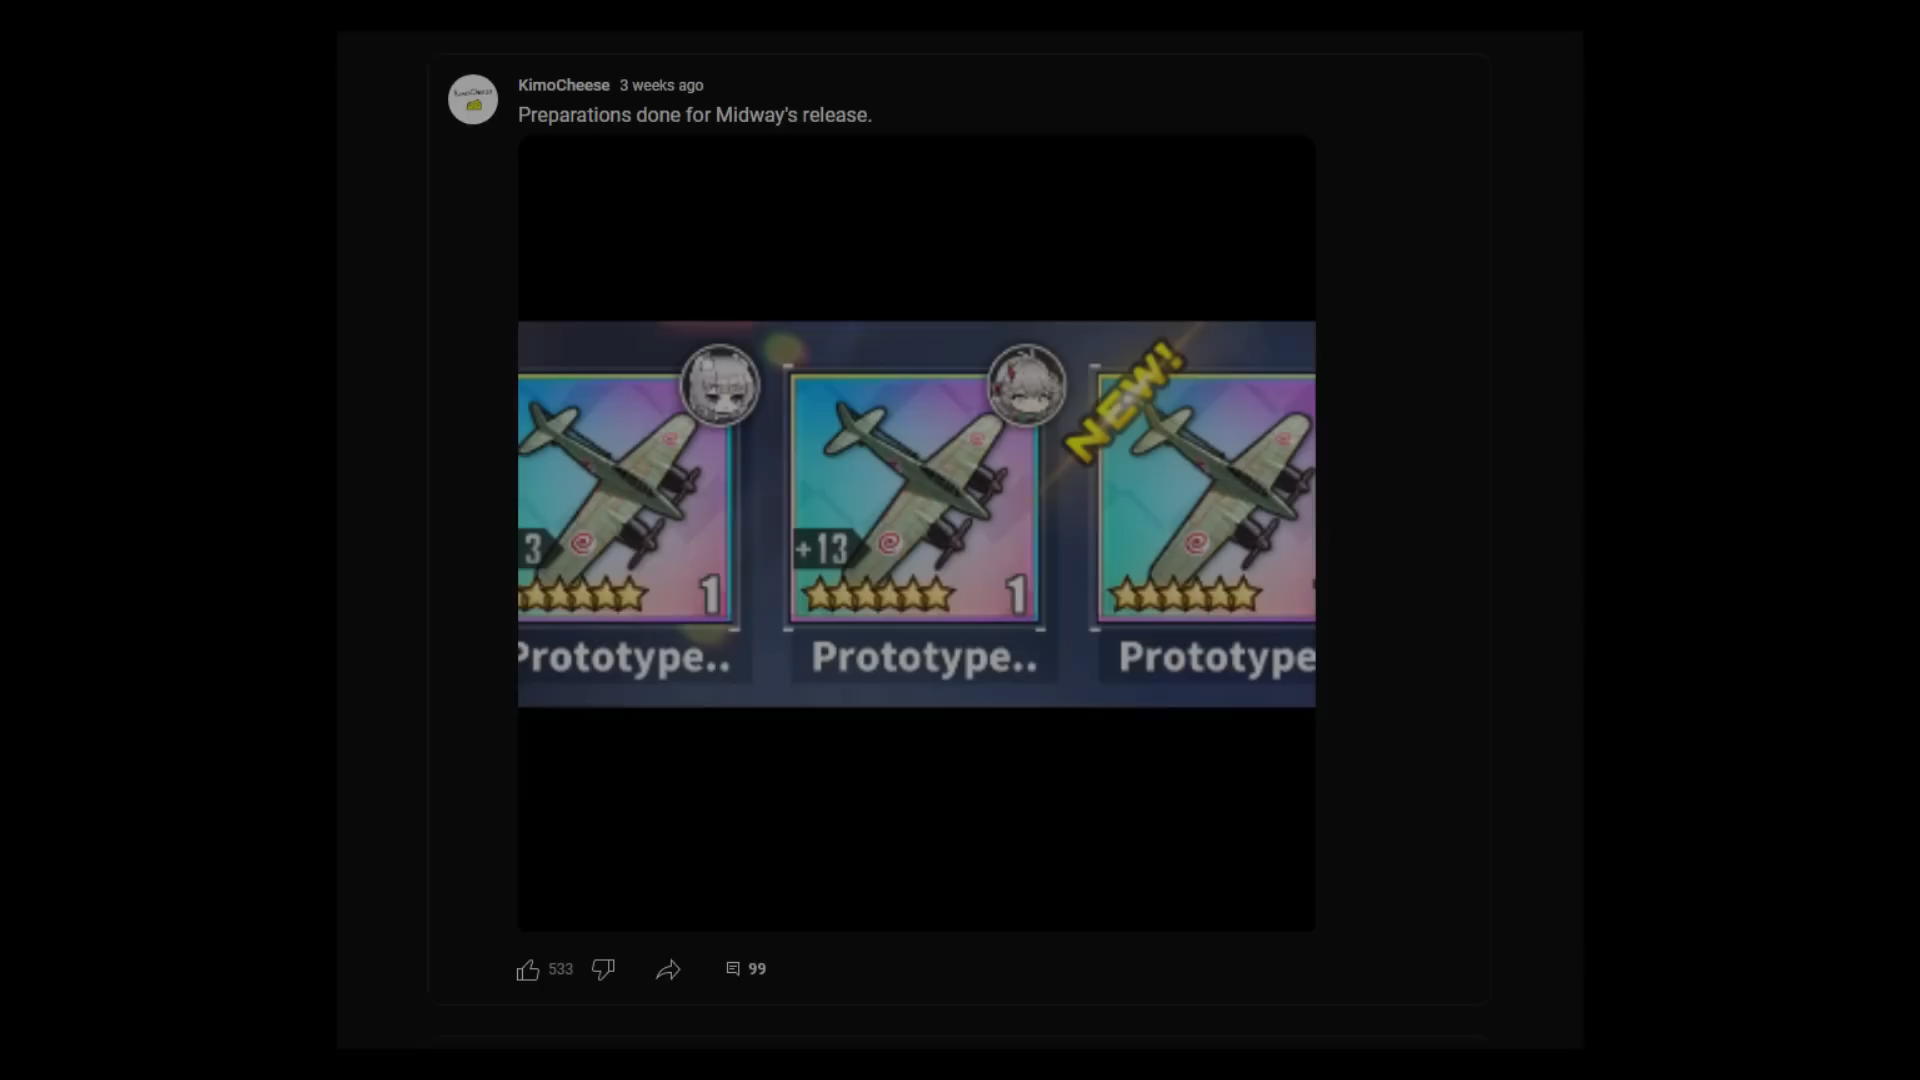 KimoCheese 3 weeks ago
Preparations done for Midway's release.
NEW!
3
+13
1
1
Prototype..
Prototype..
Prototype
533
99